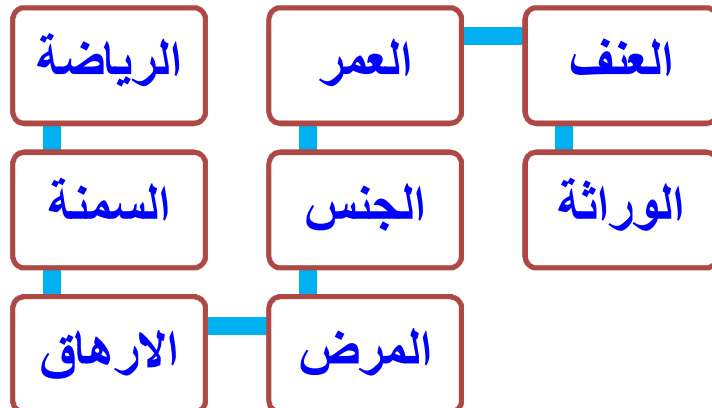 العنف
العمر
الرياضة
الوراثة
الجنس
السمنة
المرض
الارهاق